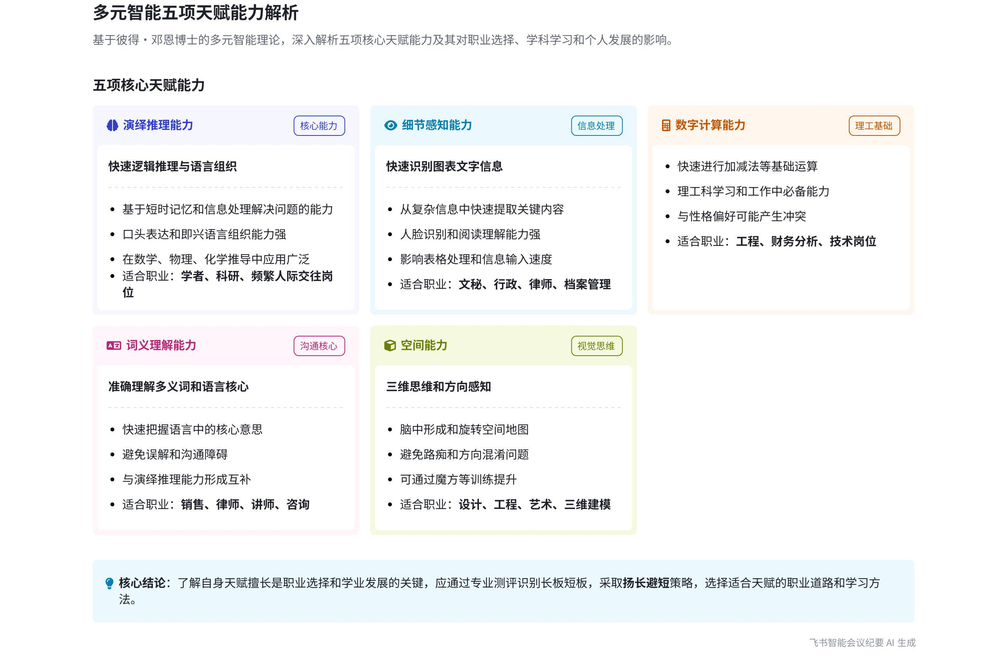 多元智能五项天赋能力解析
基于彼得・邓恩博士的多元智能理论，深入解析五项核心天赋能力及其对职业选择、学科学习和个人发展的影响。
五项核心天赋能力
演绎推理能力
核心能力
快速逻辑推理与语言组织
• 基于短时记忆和信息处理解决问题的能力
• 口头表达和即兴语言组织能力强
• 在数学、物理、化学推导中应用广泛
• 适合职业：学者、科研、频繁人际交往岗
位
细节感知能力
信息处理
快速识别图表文字信息
• 从复杂信息中快速提取关键内容
• 人脸识别和阅读理解能力强
• 影响表格处理和信息输入速度
• 适合职业：文秘、行政、律师、档案管理
数字计算能力
理工基础
• 快速进行加减法等基础运算
• 理工科学习和工作中必备能力
• 与性格偏好可能产生冲突
• 适合职业：工程、财务分析、技术岗位
词义理解能力
沟通核心
准确理解多义词和语言核心
• 快速把握语言中的核心意思
• 避免误解和沟通障碍
• 与演绎推理能力形成互补
• 适合职业：销售、律师、讲师、咨询
空间能力
视觉思维
三维思维和方向感知
• 脑中形成和旋转空间地图
• 避免路痴和方向混淆问题
• 可通过魔方等训练提升
• 适合职业：设计、工程、艺术、三维建模
核心结论：了解自身天赋擅长是职业选择和学业发展的关键，应通过专业测评识别长板短板，采取扬长避短策略，选择适合天赋的职业道路和学习方
法。
飞书智能会议纪要 AI 生成